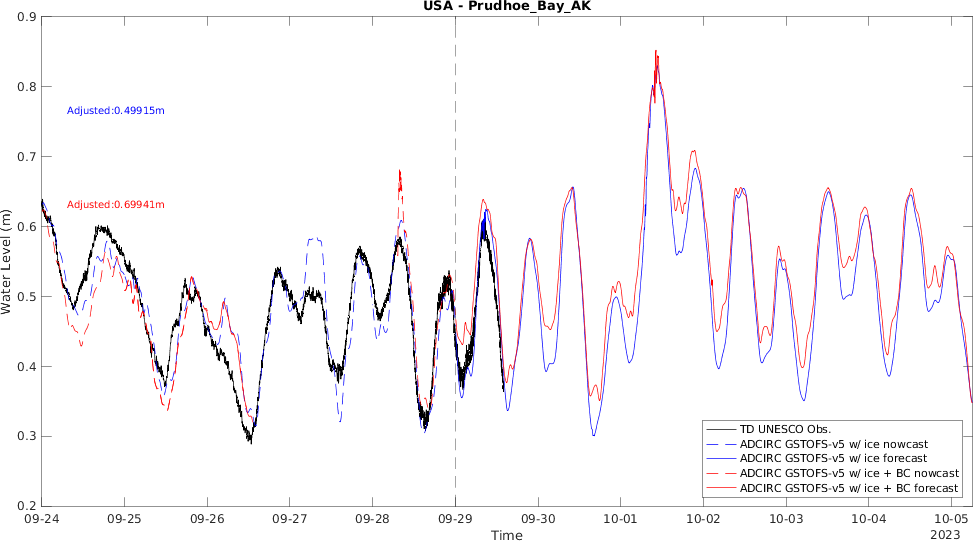 USA - Prudhoe_Bay_AK
0.9
0.8
0.7
0.6
0.5
0.4
0.3
0.2
Water Level (m)
Adjusted:0.49915m
Adjusted:0.69941m
TD UNESCO Obs.
ADCIRC GSTOFS-v5 w/ ice nowcast
ADCIRC GSTOFS-v5 w/ ice forecast
ADCIRC GSTOFS-v5 w/ ice + BC nowcast
ADCIRC GSTOFS-v5 w/ ice + BC forecast
09-24 09-25 09-26 09-27 09-28 09-29 09-30 10-01 10-02 10-03 10-04 10-05
2023
Time